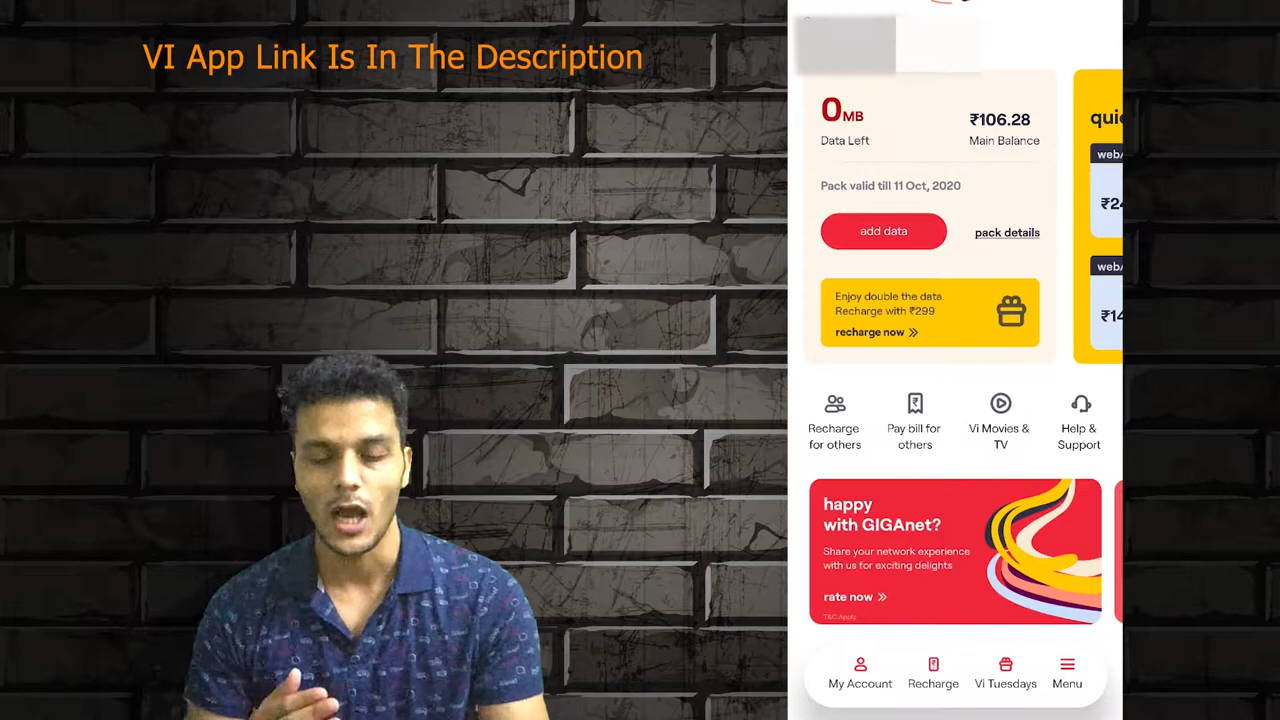 VI App Link Is In The Description
0MB
Data Left
₹106.28
Main Balance
Pack valid till 11 Oct, 2020
add data
pack details
Enjoy double the data.
Recharge with ₹299
recharge now
web/
web/
Recharge
for others
Pay bill for
others
Vi Movies &
TV
Help &
Support
happy
with GIGAnet?
Share your network experience
with us for exciting delights
rate now
T&C Apply
My Account
Recharge
Vi Tuesdays
Menu